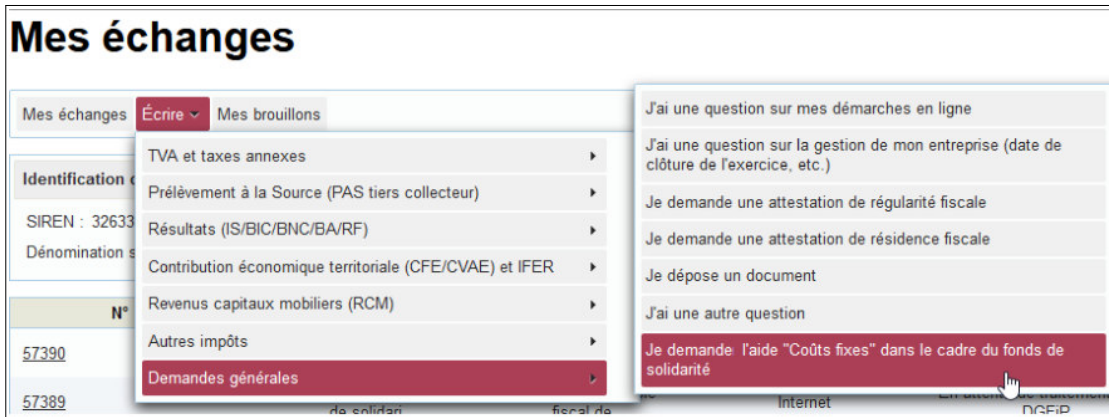 Mes échanges
Mes échanges
Écrire
Mes brouillons
TVA et taxes annexes
Prélèvement à la Source (PAS tiers collecteur)
Résultats (IS/BIC/BNC/BA/RF)
Contribution économique territoriale (CFE/CVAE) et IFER
Revenus capitaux mobiliers (RCM)
Autres impôts
Demandes générales
J'ai une question sur mes démarches en ligne
J'ai une question sur la gestion de mon entreprise (date de
clôture de l'exercice, etc.)
Je demande une attestation de régularité fiscale
Je demande une attestation de résidence fiscale
Je dépose un document
J'ai une autre question
Je demande l'aide "Coûts fixes" dans le cadre du fonds de
solidarité
Identification
SIREN : 32633
Dénomination s
N°
57390
57389
de solidari
fiscal de
Internet
DGFiP